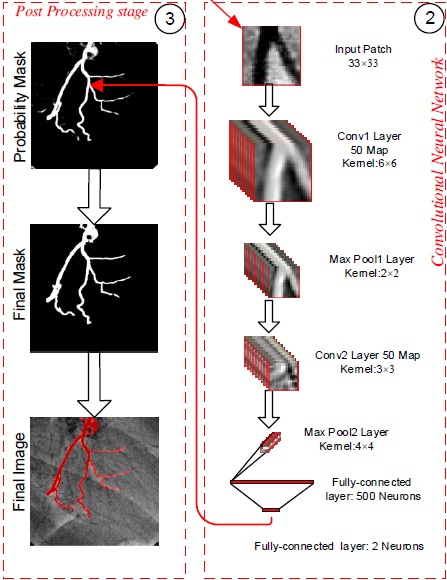 Post Processing stage
3
Probability Mask
Final Mask
Final Image
2
Convolutional Neural Network
Input Patch
33×33
Conv1 Layer
50 Map
Kernel:6×6
Max Pool1 Layer
Kernel:2×2
Conv2 Layer 50 Map
Kernel:3×3
Max Pool2 Layer
Kernel:4×4
Fully-connected
layer: 500 Neurons
Fully-connected layer: 2 Neurons